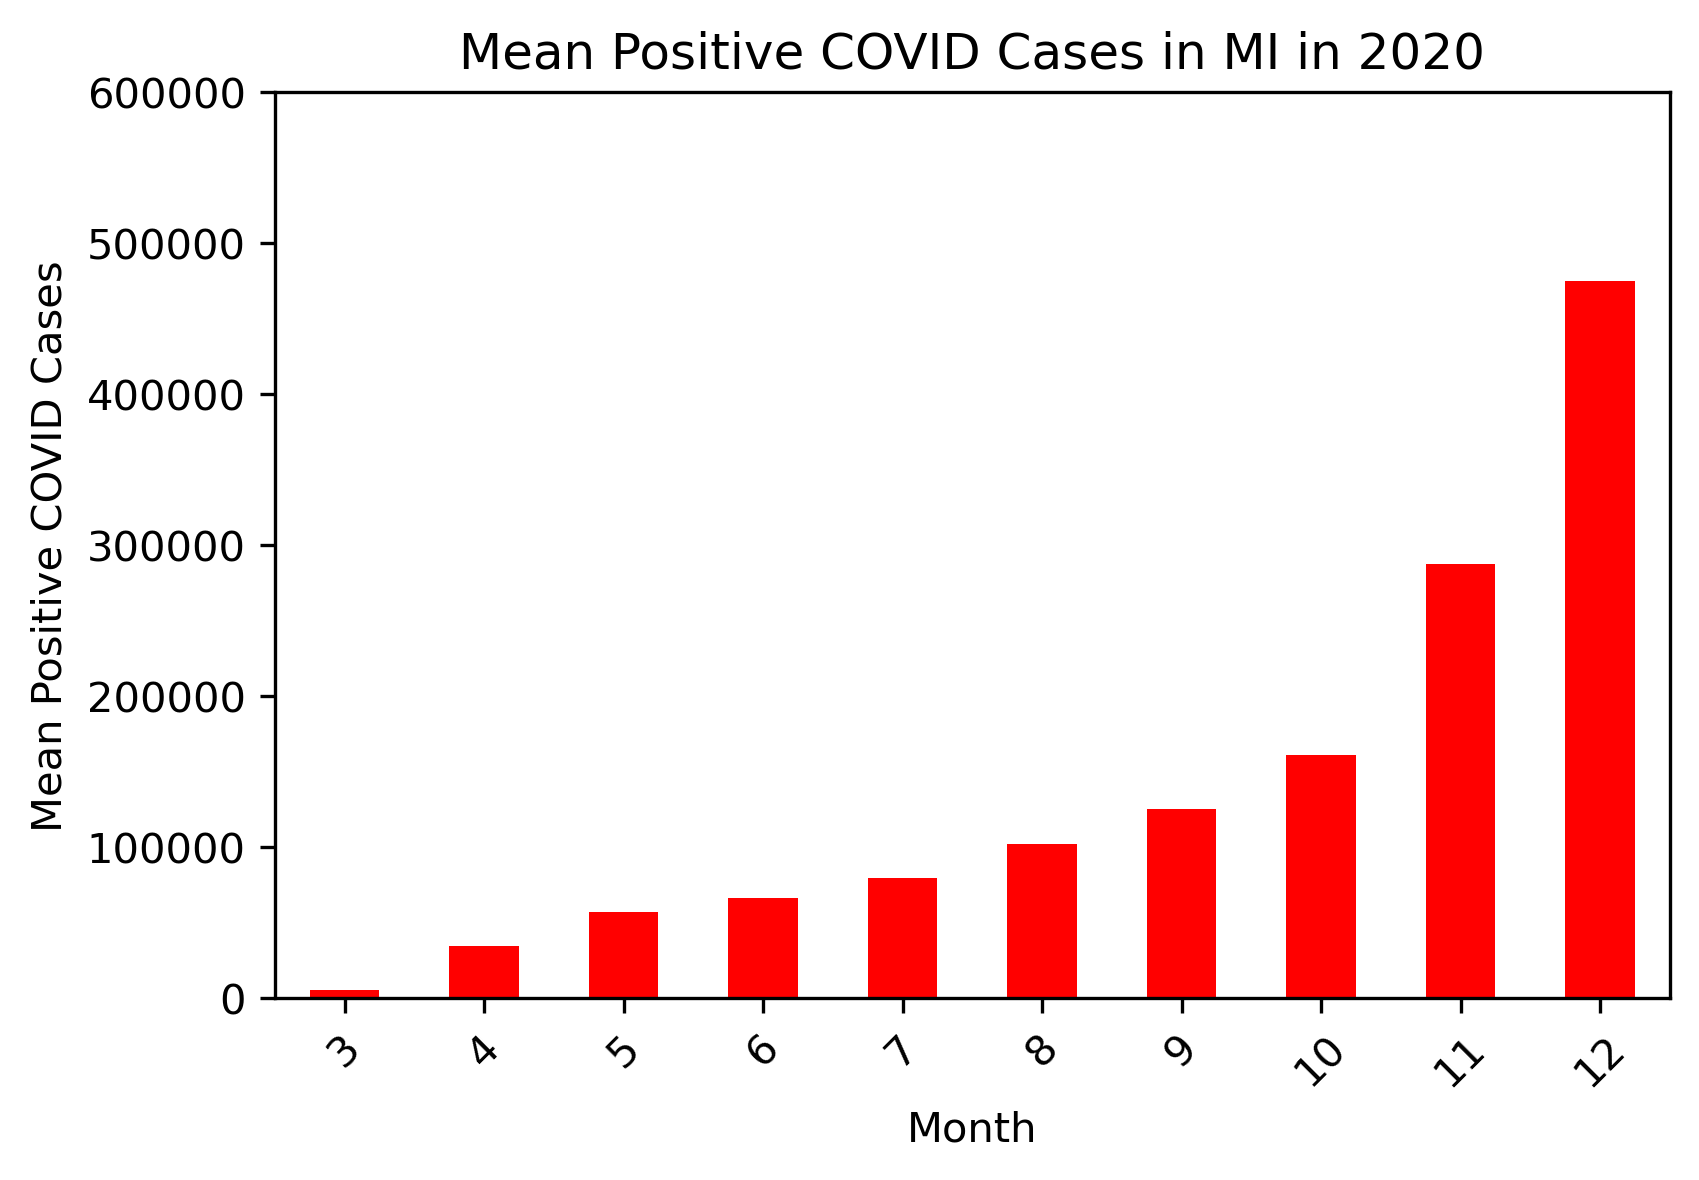 Mean Positive COVID Cases in MI in 2020
600000
500000
400000
300000
200000
100000
0
Mean Positive COVID Cases
3 4 5 6 7 8 9 10 11 12
Month